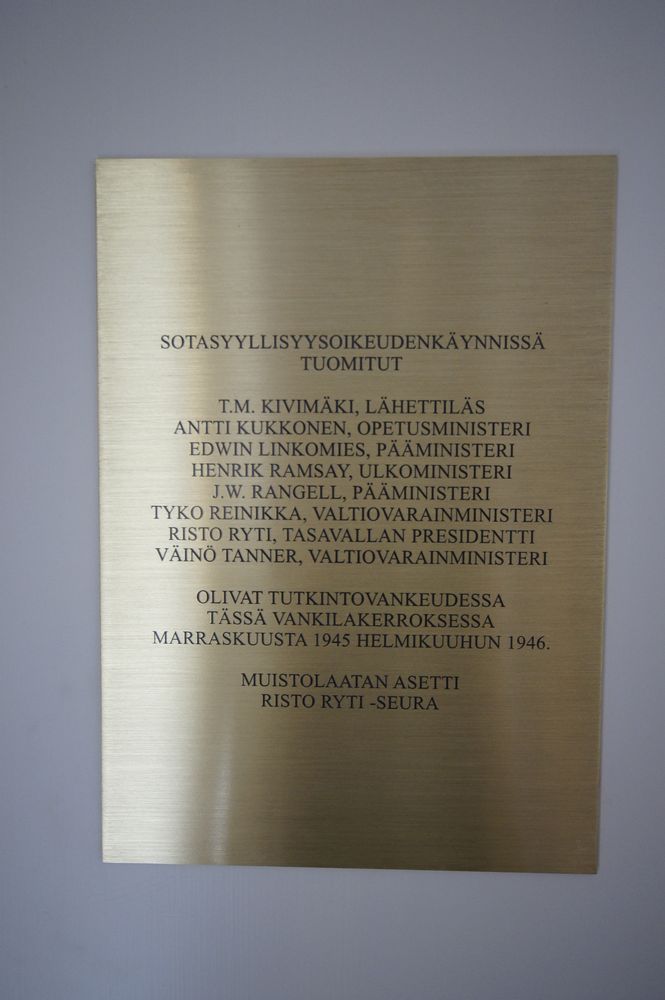 SOTASYYLLISYYSOIKEUDENKÄYNNISSÄ
TUOMITUT
T.M. KIVIMÄKI, LÄHETTILÄS
ANTTI KUKKONEN, OPETUSMINISTERI
EDWIN LINKOMIES, PÄÄMINISTERI
HENRIK RAMSAY, ULKOMINISTERI
J.W. RANGELL, PÄÄMINISTERI
TYKO REINIKKA, VALTIOVARAINMINISTERI
RISTO RYTI, TASAVALLAN PRESIDENTTI
VÄINÖ TANNER, VALTIOVARAINMINISTERI
OLIVAT TUTKINTOVANKEUDESSA
TÄSSÄ VANKILAKERROKSESSA
MARRASKUUSTA 1945 HELMIKUUHUN 1946.
MUISTOLAATAN ASETTI
RISTO RYTI -SEURA